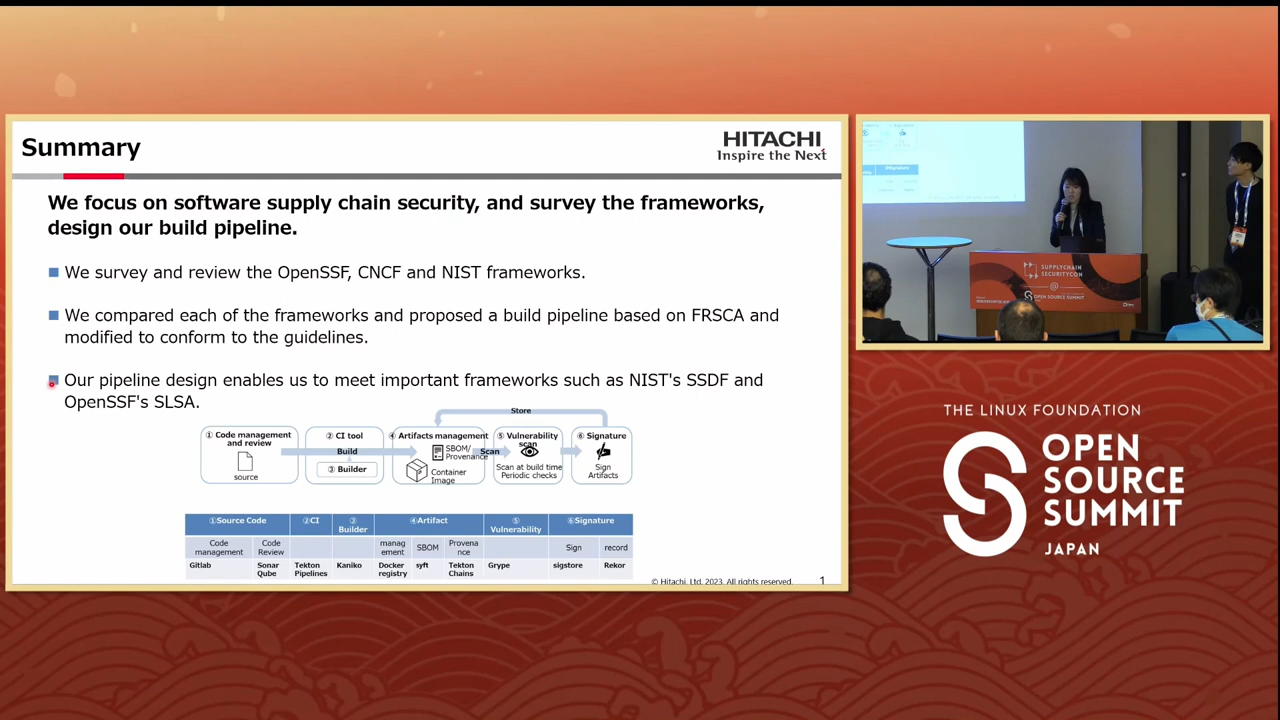 Summary
HITACHI
Inspire the Next
We focus on software supply chain security, and survey the frameworks,
design our build pipeline.
We survey and review the OpenSSF, CNCF and NIST frameworks.
We compared each of the frameworks and proposed a build pipeline based on FRSCA and
modified to conform to the guidelines.
Our pipeline design enables us to meet important frameworks such as NIST's SSDF and
OpenSSF's SLSA.
Store
① Code management
and review
source
② CI tool
Build
③ Builder
④ Artifacts management
SBOM/
Provenance
Container
Image
Scan
⑤ Vulnerability
scan
Scan at build time
Periodic checks
⑥ Signature
Sign
Artifacts
①Source Code ②CI ③ Builder ④Artifact ⑤ Vulnerability ⑥Signature
Code management Code Review manag ement SBOM Provena nce Sign record
Gitlab Sonar Qube Tekton Pipelines Kaniko Docker registry syft Tekton Chains Grype sigstore Rekor
© Hitachi, Ltd. 2023. All rights reserved. 1
SUPPLYCHAIN
SECURITYCON
@
OPEN SOURCE SUMMIT
THE LINUX FOUNDATION
OPEN
SOURCE
SUMMIT
JAPAN